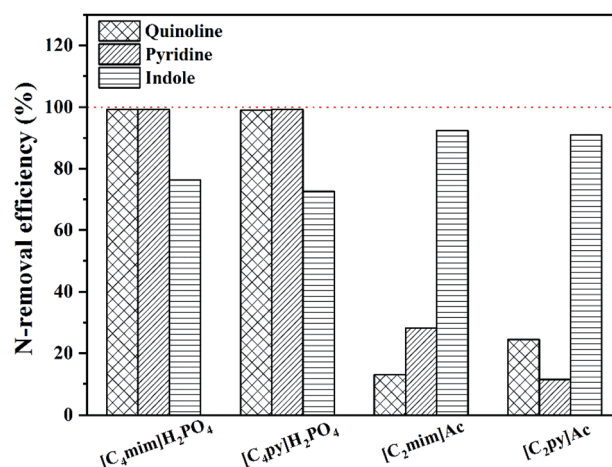 N-removal efficiency (%)
120
100
80
60
40
20
0
Quinoline
Pyridine
Indole
[C₄mim]H₂PO₄
[C₄py]H₂PO₄
[C₂mim]Ac
[C₂py]Ac